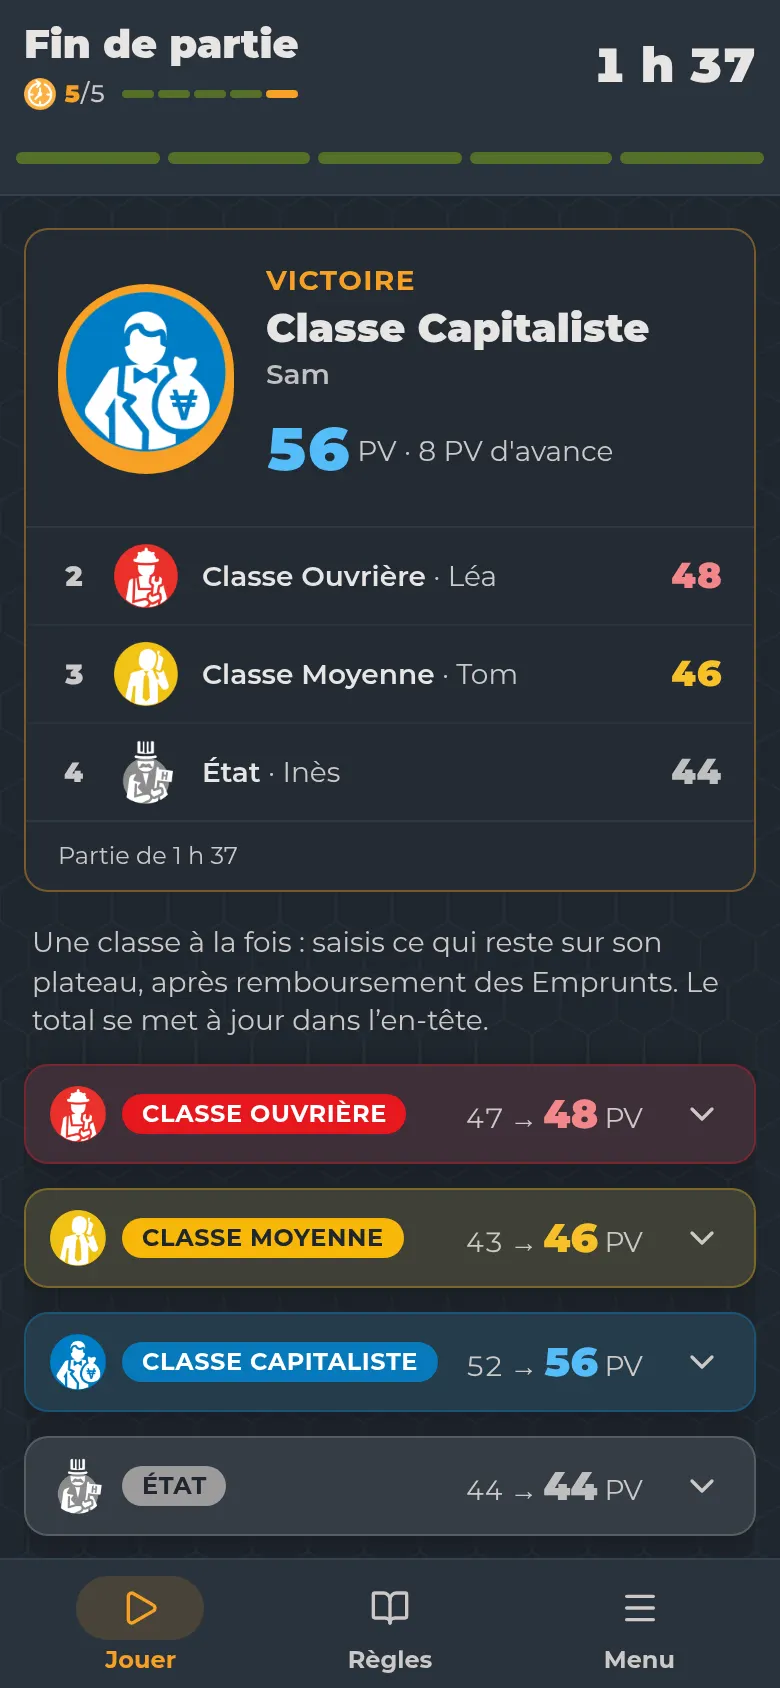 Fin de partie
1 h 37
5/5
VICTOIRE
Classe Capitaliste
Sam
56 PV · 8 PV d'avance
2 Classe Ouvrière · Léa 48
3 Classe Moyenne · Tom 46
4 État · Inès 44
Partie de 1 h 37
Une classe à la fois : saisis ce qui reste sur son
plateau, après remboursement des Emprunts. Le
total se met à jour dans l’en-tête.
CLASSE OUVRIÈRE 47 → 48 PV
CLASSE MOYENNE 43 → 46 PV
CLASSE CAPITALISTE 52 → 56 PV
ÉTAT 44 → 44 PV
Jouer Règles Menu